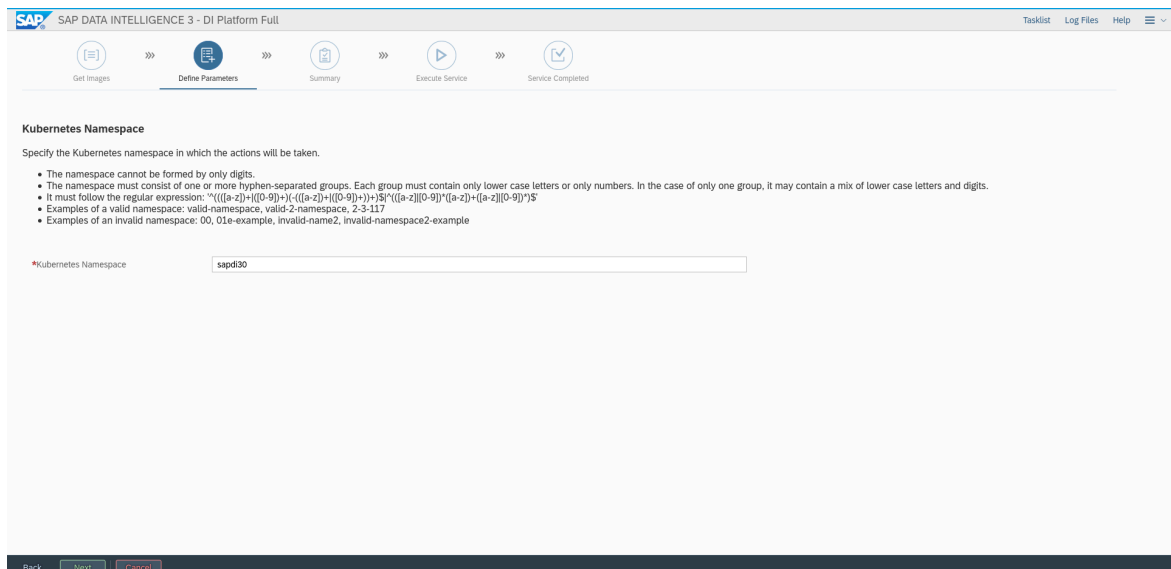 SAP SAP DATA INTELLIGENCE 3 - DI Platform Full Tasklist Log Files Help
Get Images Define Parameters Summary Execute Service Service Completed
Kubernetes Namespace
Specify the Kubernetes namespace in which the actions will be taken.
• The namespace cannot be formed by only digits.
• The namespace must consist of one or more hyphen-separated groups. Each group must contain only lower case letters or only numbers. In the case of only one group, it may contain a mix of lower case letters and digits.
• It must follow the regular expression: '^((([a-z])+|([0-9])+)(-(([a-z])+|([0-9])+))+)$|^(([a-z]|[0-9])*([a-z])+([a-z]|[0-9])*)$'
• Examples of a valid namespace: valid-namespace, valid-2-namespace, 2-3-117
• Examples of an invalid namespace: 00, 01e-example, invalid-name2, invalid-namespace2-example
*Kubernetes Namespace sapdi30
Back Next Cancel